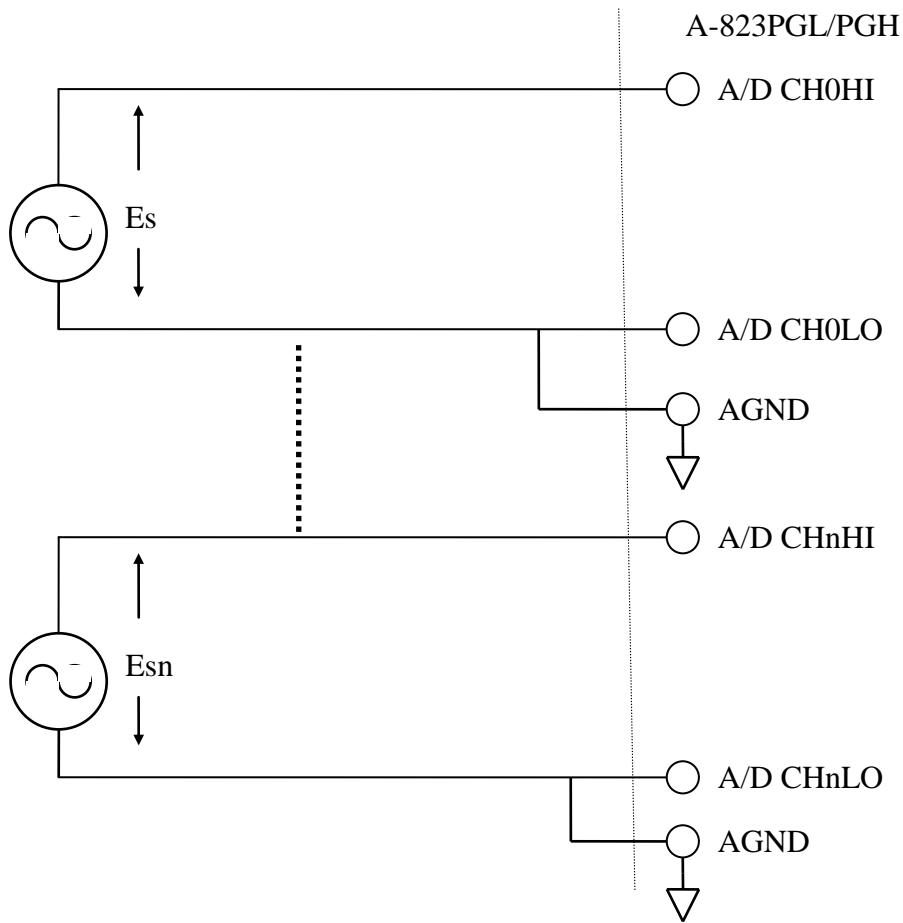 A-823PGL/PGH
A/D CH0HI
Es
A/D CH0LO
AGND
A/D CHnHI
Esn
A/D CHnLO
AGND